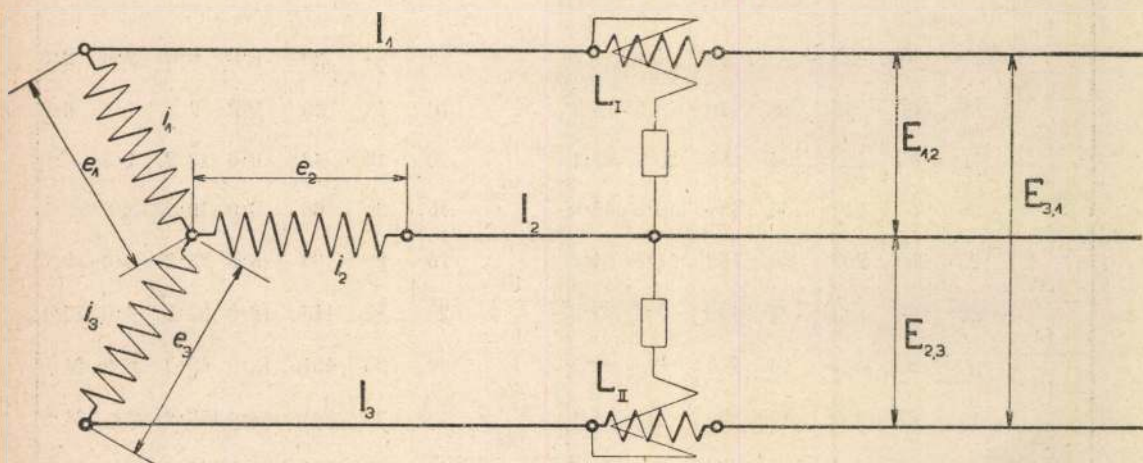 I₁
i₁
e₁
L_I
E₁,₂
e₂
I₂
i₂
E₃,₁
i₃
e₃
E₂,₃
L_II
I₃